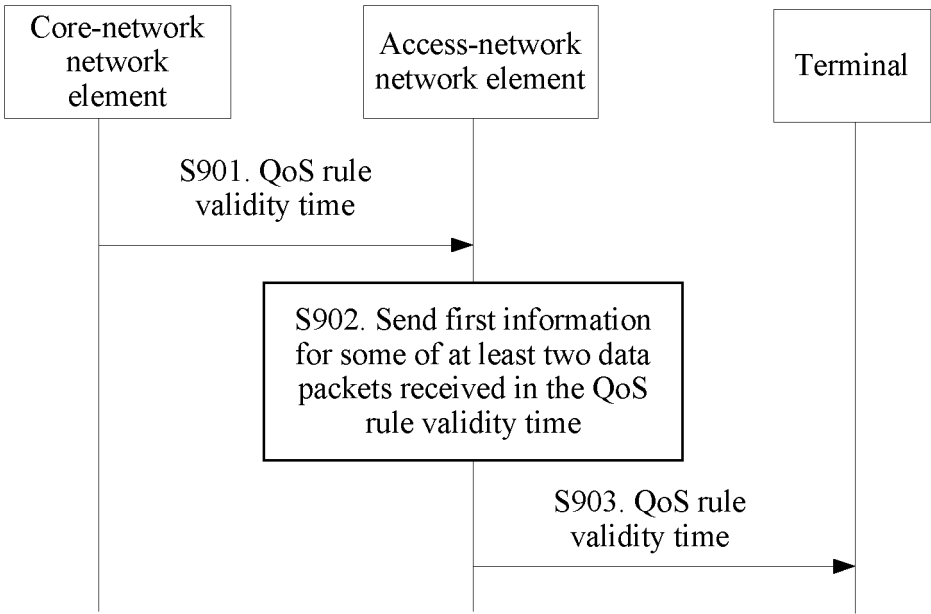 Core-network
network
element
Access-network
network element
Terminal
S901. QoS rule
validity time
S902. Send first information
for some of at least two data
packets received in the QoS
rule validity time
S903. QoS rule
validity time